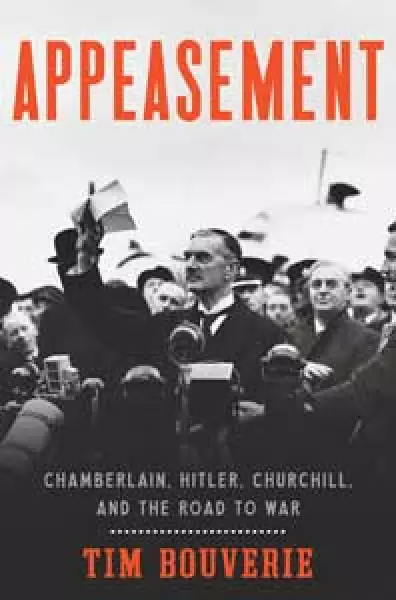 APPEASEMENT
CHAMBERLAIN, HITLER, CHURCHILL,
AND THE ROAD TO WAR
TIM BOUVERIE